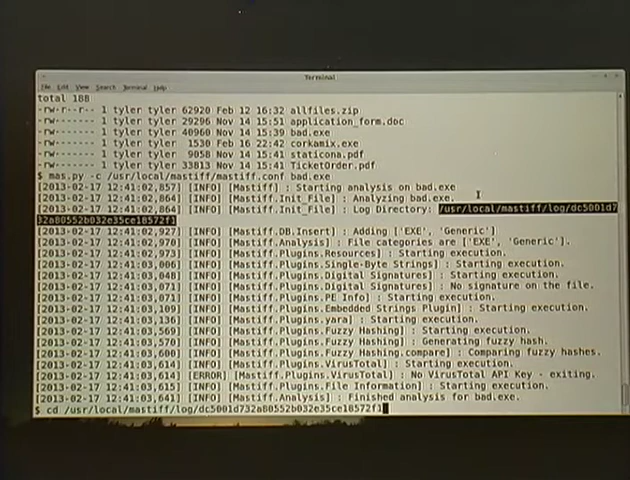 Terminal
File Edit View Search Terminal Help
total 188
-rw-r--r-- 1 tyler tyler 62920 Feb 12 16:32 allfiles.zip
-rw-r--r-- 1 tyler tyler 29296 Nov 14 15:51 application_form.doc
-rw-r--r-- 1 tyler tyler 40960 Nov 14 15:39 bad.exe
-rw-r--r-- 1 tyler tyler 1530 Feb 16 22:42 corkamix.exe
-rw-r--r-- 1 tyler tyler 9058 Nov 14 15:41 staticona.pdf
-rw-r--r-- 1 tyler tyler 33813 Nov 14 15:41 TicketOrder.pdf
$ mas.py -c /usr/local/mastiff/mastiff.conf bad.exe
[2013-02-17 12:41:02,857] [INFO] [Mastiff] : Starting analysis on bad.exe
[2013-02-17 12:41:02,864] [INFO] [Mastiff.Init_File] : Analyzing bad.exe.
[2013-02-17 12:41:02,864] [INFO] [Mastiff.Init_File] : Log Directory: /usr/local/mastiff/log/dc5001d7
32a80552b032e35ce18572f1
[2013-02-17 12:41:02,927] [INFO] [Mastiff.DB.Insert] : Adding ['EXE', 'Generic']
[2013-02-17 12:41:02,970] [INFO] [Mastiff.Analysis] : File categories are ['EXE', 'Generic'].
[2013-02-17 12:41:02,973] [INFO] [Mastiff.Plugins.Resources] : Starting execution.
[2013-02-17 12:41:03,006] [INFO] [Mastiff.Plugins.Single-Byte Strings] : Starting execution.
[2013-02-17 12:41:03,048] [INFO] [Mastiff.Plugins.Digital Signatures] : Starting execution.
[2013-02-17 12:41:03,071] [INFO] [Mastiff.Plugins.Digital Signatures] : No signature on the file.
[2013-02-17 12:41:03,071] [INFO] [Mastiff.Plugins.PE Info] : Starting execution.
[2013-02-17 12:41:03,109] [INFO] [Mastiff.Plugins.Embedded Strings Plugin] : Starting execution.
[2013-02-17 12:41:03,136] [INFO] [Mastiff.Plugins.yara] : Starting execution.
[2013-02-17 12:41:03,569] [INFO] [Mastiff.Plugins.Fuzzy Hashing] : Starting execution.
[2013-02-17 12:41:03,570] [INFO] [Mastiff.Plugins.Fuzzy Hashing] : Generating fuzzy hash.
[2013-02-17 12:41:03,600] [INFO] [Mastiff.Plugins.Fuzzy Hashing.compare] : Comparing fuzzy hashes.
[2013-02-17 12:41:03,614] [INFO] [Mastiff.Plugins.VirusTotal] : Starting execution.
[2013-02-17 12:41:03,614] [ERROR] [Mastiff.Plugins.VirusTotal] : No VirusTotal API Key - exiting.
[2013-02-17 12:41:03,615] [INFO] [Mastiff.Plugins.File Information] : Starting execution.
[2013-02-17 12:41:03,641] [INFO] [Mastiff.Analysis] : Finished analysis for bad.exe.
$ cd /usr/local/mastiff/log/dc5001d732a80552b032e35ce18572f1